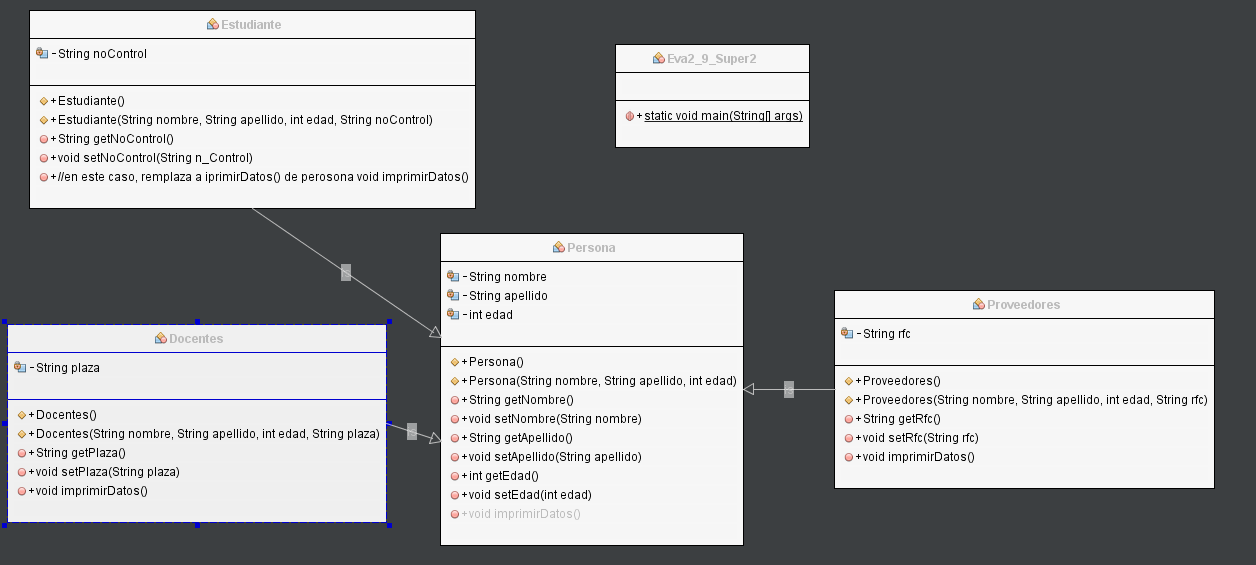 Estudiante
- String noControl
+ Estudiante()
+ Estudiante(String nombre, String apellido, int edad, String noControl)
+ String getNoControl()
+ void setNoControl(String n_Control)
+ //en este caso, remplaza a iprimirDatos() de perosona void imprimirDatos()
Eva2_9_Super2
+ static void main(String[] args)
Persona
- String nombre
- String apellido
- int edad
+ Persona()
+ Persona(String nombre, String apellido, int edad)
+ String getNombre()
+ void setNombre(String nombre)
+ String getApellido()
+ void setApellido(String apellido)
+ int getEdad()
+ void setEdad(int edad)
+ void imprimirDatos()
Docentes
- String plaza
+ Docentes()
+ Docentes(String nombre, String apellido, int edad, String plaza)
+ String getPlaza()
+ void setPlaza(String plaza)
+ void imprimirDatos()
Proveedores
- String rfc
+ Proveedores()
+ Proveedores(String nombre, String apellido, int edad, String rfc)
+ String getRfc()
+ void setRfc(String rfc)
+ void imprimirDatos()